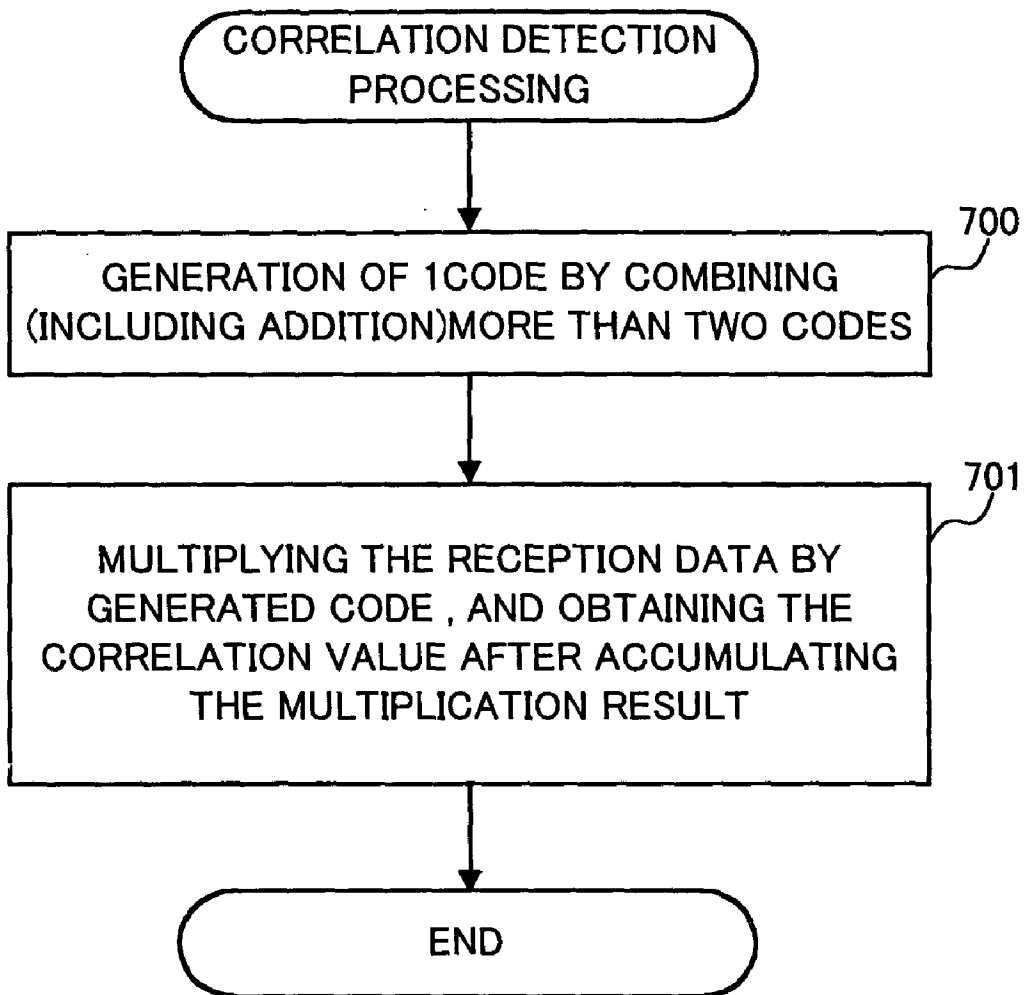 CORRELATION DETECTION
PROCESSING
700
GENERATION OF 1CODE BY COMBINING
(INCLUDING ADDITION)MORE THAN TWO CODES
701
MULTIPLYING THE RECEPTION DATA BY
GENERATED CODE , AND OBTAINING THE
CORRELATION VALUE AFTER ACCUMULATING
THE MULTIPLICATION RESULT
END